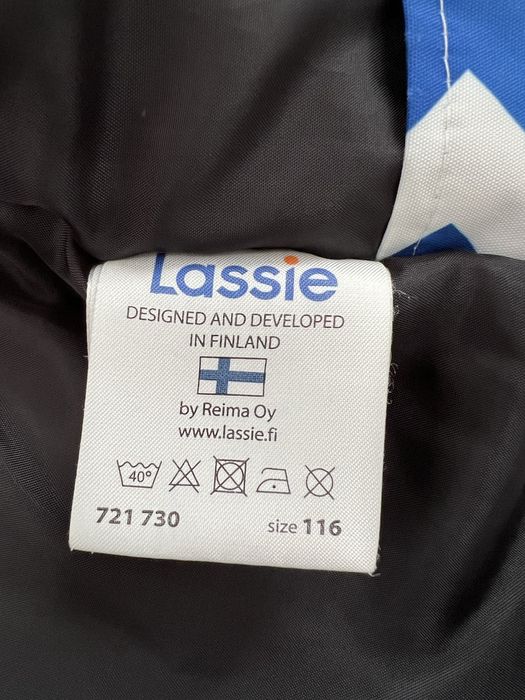 Lassie
DESIGNED AND DEVELOPED
IN FINLAND
by Reima Oy
www.lassie.fi
40°
721 730 size 116